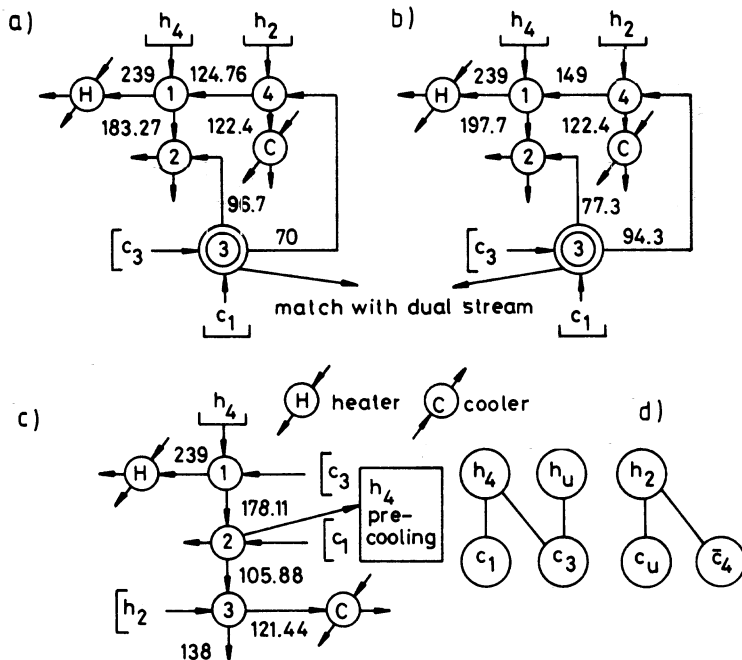 a)
h4
h2
H
239
1
124.76
4
183.27
122.4
2
C
96.7
70
[c3
3
c1
b)
h4
h2
H
239
1
149
4
197.7
122.4
2
C
77.3
94.3
[c3
3
c1
match with dual stream
c)
h4
H heater
C cooler
H
239
1
[c3
178.11
2
[c1
h4
pre-
cooling
105.88
[h2
3
121.44
C
138
d)
h4
hu
h2
c1
c3
cu
c̄4